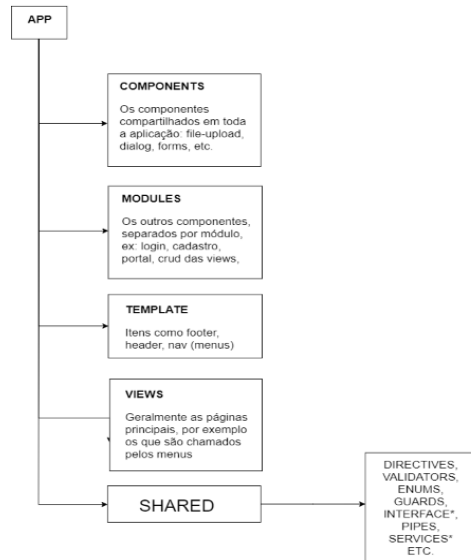 APP
COMPONENTS
Os componentes
compartilhados em toda
a aplicação: file-upload,
dialog, forms, etc.
MODULES
Os outros componentes,
separados por módulo,
ex: login, cadastro,
portal, crud das views,
TEMPLATE
Itens como footer,
header, nav (menus)
VIEWS
Geralmente as páginas
principais, por exemplo
os que são chamados
pelos menus
SHARED
DIRECTIVES,
VALIDATORS,
ENUMS,
GUARDS,
INTERFACE*,
PIPES,
SERVICES*
ETC.